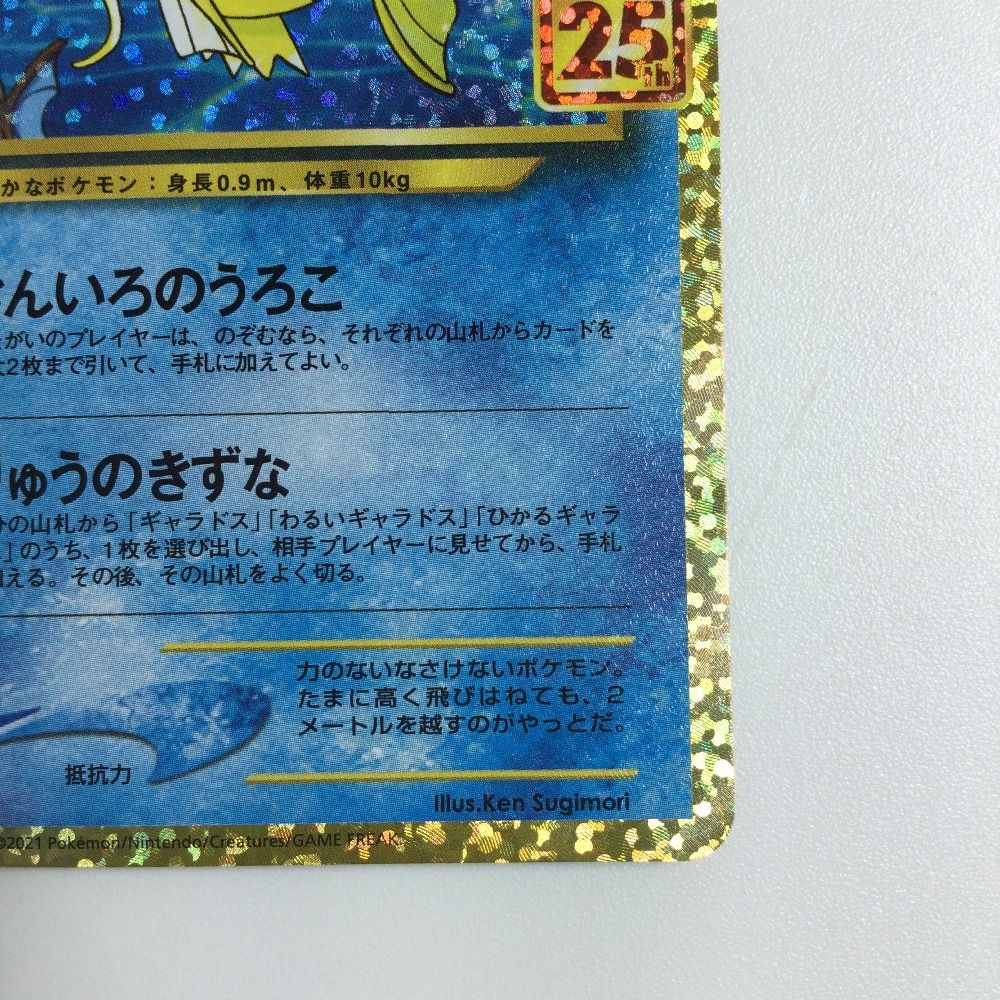 25th
かなポケモン：身長0.9m、体重10kg
んいろのうろこ
がいのプレイヤーは、のぞむなら、それぞれの山札からカードを
2枚まで引いて、手札に加えてよい。
ゅうのきずな
の山札から「ギャラドス」「わるいギャラドス」「ひかるギャラ
」のうち、1枚を選び出し、相手プレイヤーに見せてから、手札
える。その後、その山札をよく切る。
力のないなさけないポケモン。
たまに高く飛びはねても、2
メートルを越すのがやっとだ。
抵抗力
Illus.Ken Sugimori
©2021 Pokémon/Nintendo/Creatures/GAME FREAK.